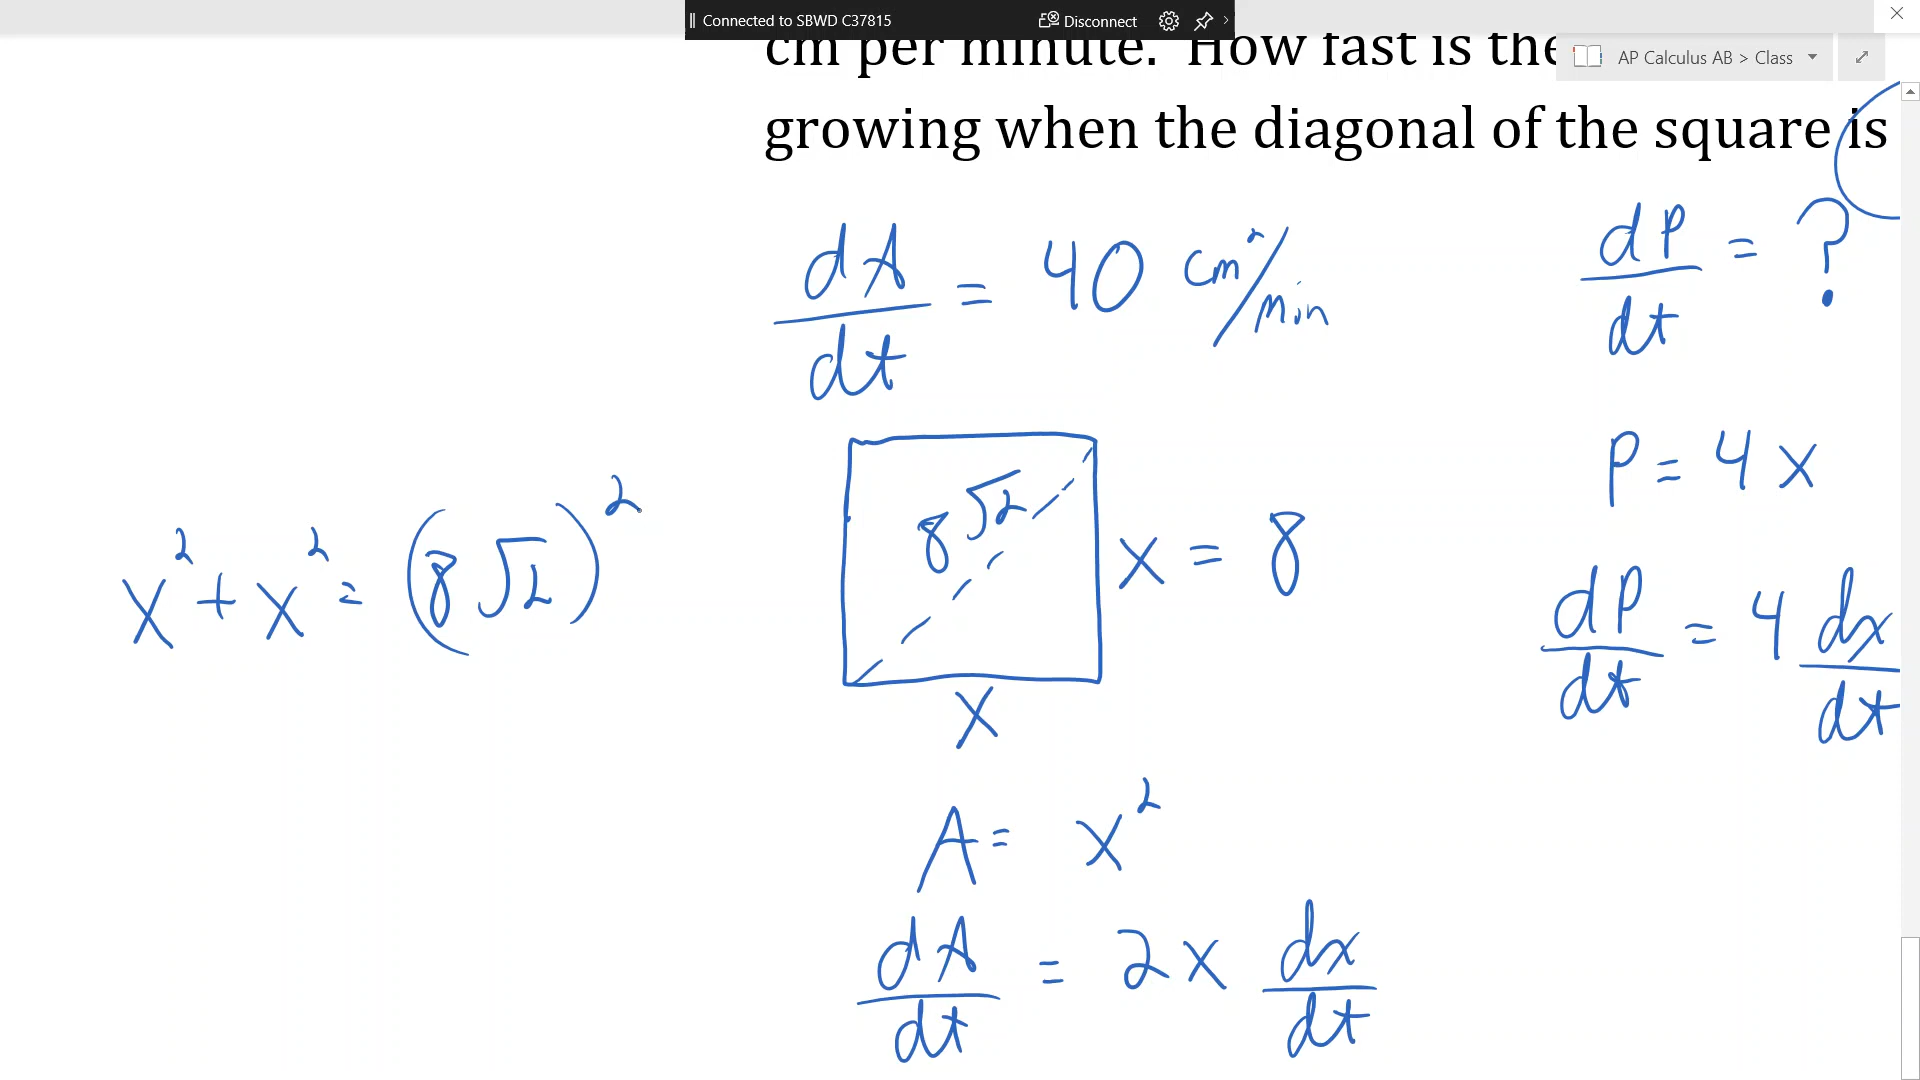 Connected to SBWD C37815 Disconnect
cm per minute. How fast is the
AP Calculus AB > Class
growing when the diagonal of the square is
dA/dt = 40 cm²/min
dP/dt = ?
P = 4x
x² + x² = (8√2)²
8√2
x = 8
x
dP/dt = 4 dx/dt
A = x²
dA/dt = 2x dx/dt